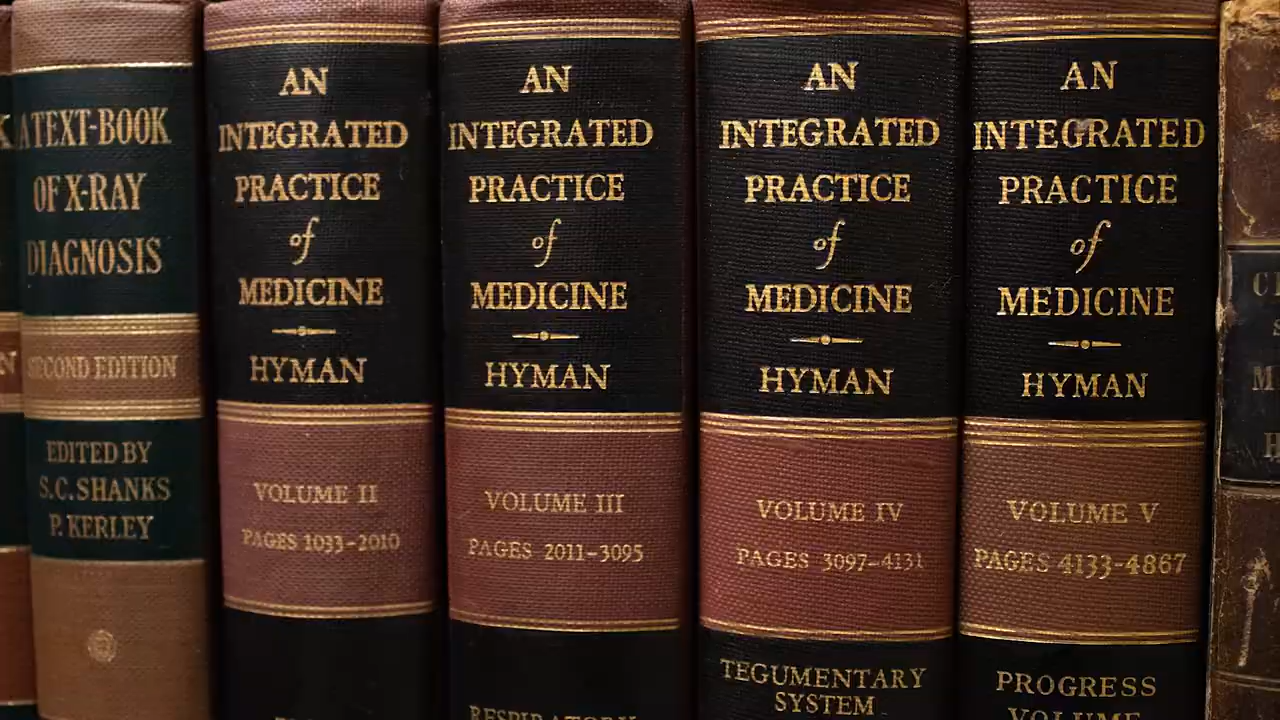 A TEXT-BOOK
OF X-RAY
DIAGNOSIS
SECOND EDITION
EDITED BY
S.C. SHANKS
P. KERLEY
AN
INTEGRATED
PRACTICE
of
MEDICINE
HYMAN
VOLUME II
PAGES 1033-2010
AN
INTEGRATED
PRACTICE
of
MEDICINE
HYMAN
VOLUME III
PAGES 2011-3095
RESPIRATORY
AN
INTEGRATED
PRACTICE
of
MEDICINE
HYMAN
VOLUME IV
PAGES 3097-4131
TEGUMENTARY
SYSTEM
AN
INTEGRATED
PRACTICE
of
MEDICINE
HYMAN
VOLUME V
PAGES 4133-4867
PROGRESS
VOLUME